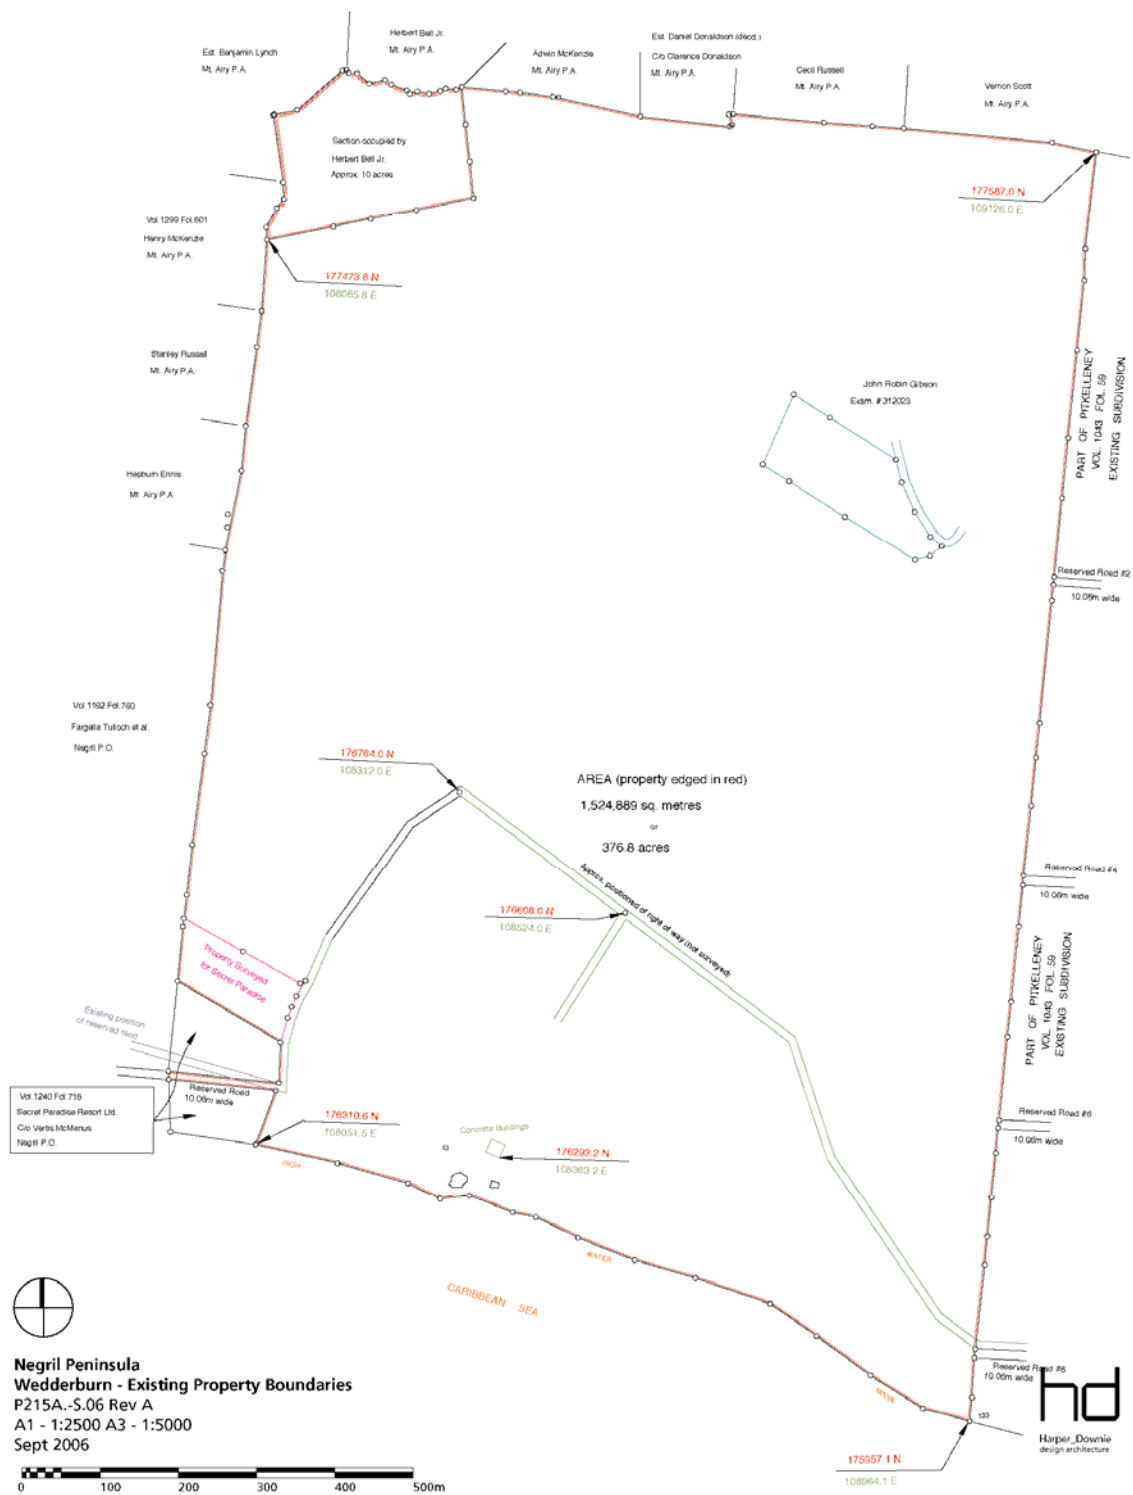 Herbert Bell Jr.
Mt. Airy P.A.
Est. Benjamin Lynch
Mt. Airy P.A.
Adwin McKenzie
Mt. Airy P.A.
Est. Daniel Donaldson (decd.)
C/o Clarance Donaldson
Mt. Airy P.A.
Cecil Russell
Mt. Airy P.A.
Vernon Scott
Mt. Airy P.A.
Section occupied by
Herbert Bell Jr.
Approx. 10 acres
177587.0 N
109126.0 E
Vol.1299 Fol.601
Henry McKenzie
Mt. Airy P.A.
177473.8 N
108065.8 E
Stanley Russell
Mt. Airy P.A.
John Robin Gibson
Exam. #312023
PART OF PITKELLENEY
VOL. 1043 FOL. 59
EXISTING SUBDIVISION
Hepburn Ennis
Mt. Airy P.A.
Reserved Road #2
10.06m wide
Vol.1192 Fol.760
Fargalla Tulloch et al.
Negril P.O.
176764.0 N
108312.0 E
AREA (property edged in red)
1,524,889 sq. metres
or
376.8 acres
Approx. positioned of right of way (not surveyed)
Reserved Road #4
10.06m wide
176608.0 N
108524.0 E
Property Surveyed
for Secret Paradise
PART OF PITKELLENEY
VOL. 1043 FOL. 59
EXISTING SUBDIVISION
Existing position
of reserved road
Reserved Road
10.06m wide
Vol.1240 Fol.716
Secret Paradise Resort Ltd.
C/o Vertis McManus
Negril P.O.
176310.6 N
108051.5 E
Concrete Buildings
Reserved Road #6
10.06m wide
176293.2 N
108363.2 E
HIGH
WATER
MARK
CARIBBEAN SEA
Reserved Road #8
10.06m wide
133
175957.1 N
108964.1 E
Negril Peninsula
Wedderburn - Existing Property Boundaries
P215A.-S.06 Rev A
A1 - 1:2500 A3 - 1:5000
Sept 2006
0 100 200 300 400 500m
hd
Harper_Downie
design architecture